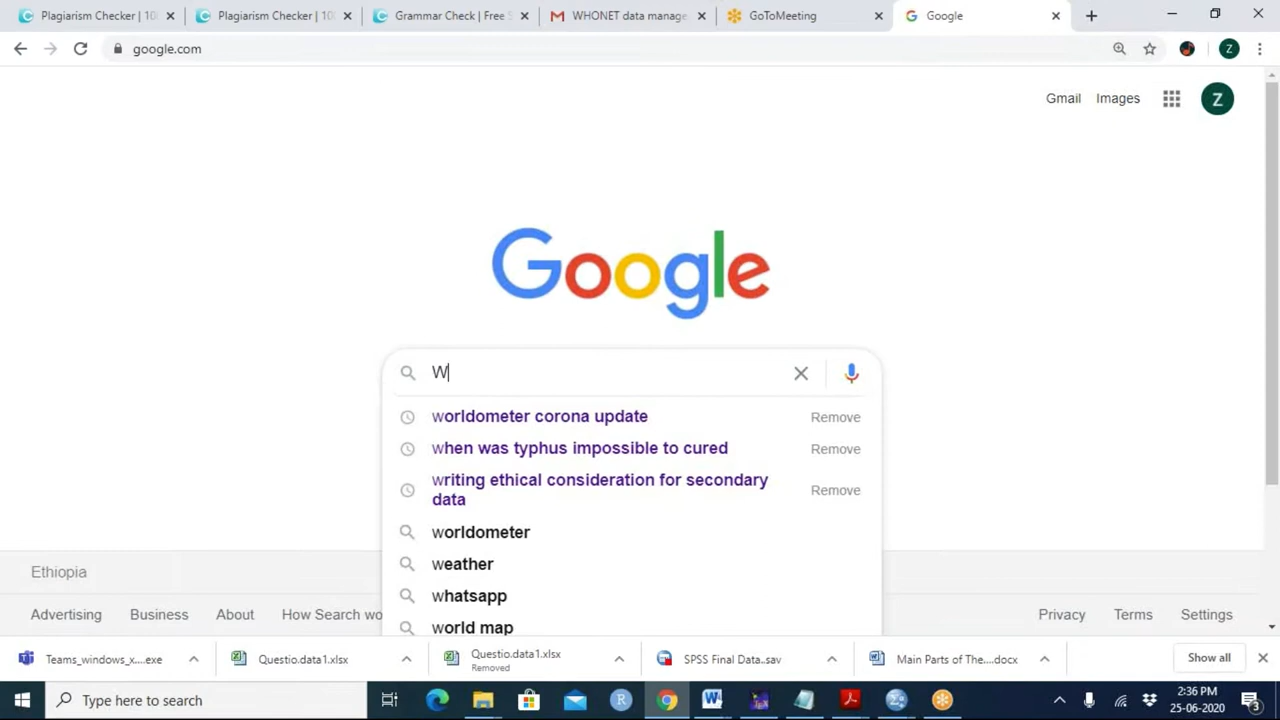 Plagiarism Checker | 10
Plagiarism Checker | 10
Grammar Check | Free S
WHONET data manage
GoToMeeting
Google
google.com
Z
Gmail
Images
Z
Google
W
worldometer corona update
Remove
when was typhus impossible to cured
Remove
writing ethical consideration for secondary
data
Remove
worldometer
weather
whatsapp
world map
Ethiopia
Advertising
Business
About
How Search wo
Privacy
Terms
Settings
Teams_windows_x....exe
Questio.data1.xlsx
Questio.data1.xlsx
Removed
SPSS Final Data..sav
Main Parts of The....docx
Show all
Type here to search
2:36 PM
25-06-2020
3